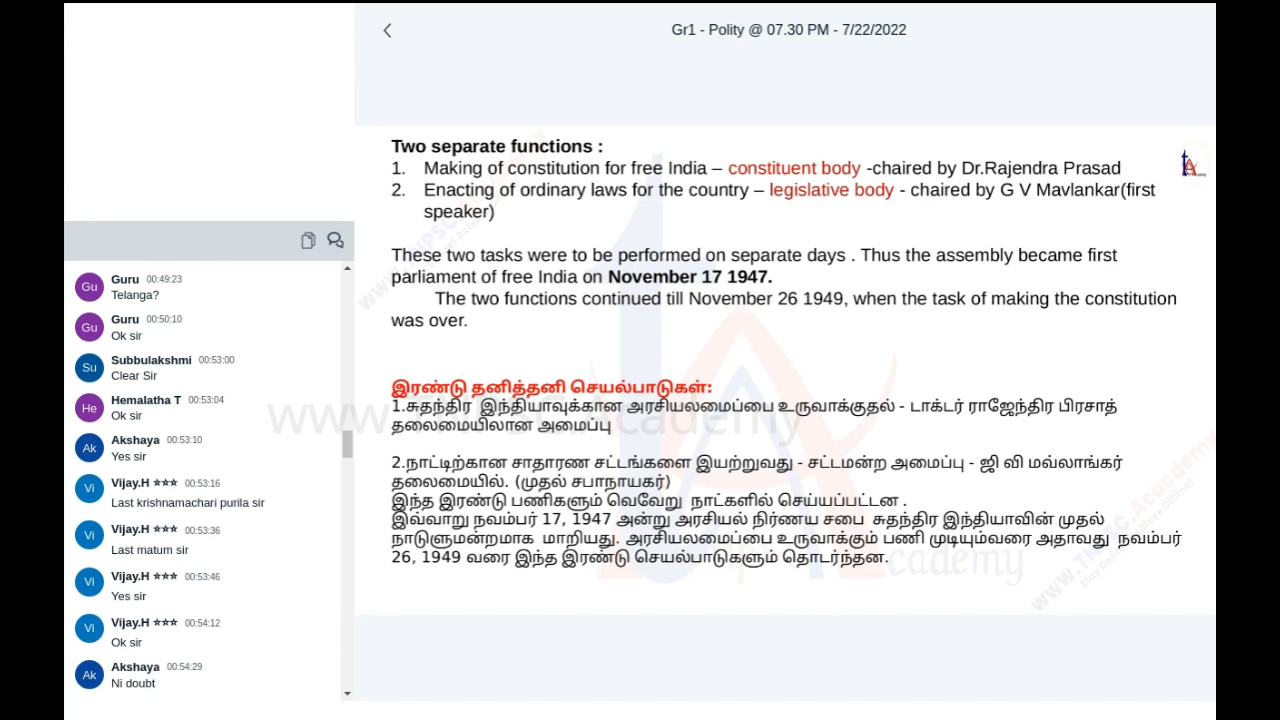 Gr1 - Polity @ 07.30 PM - 7/22/2022
Two separate functions :
1. Making of constitution for free India – constituent body -chaired by Dr.Rajendra Prasad
2. Enacting of ordinary laws for the country – legislative body - chaired by G V Mavlankar(first
speaker)
These two tasks were to be performed on separate days . Thus the assembly became first
parliament of free India on November 17 1947.
The two functions continued till November 26 1949, when the task of making the constitution
was over.
இரண்டு தனித்தனி செயல்பாடுகள்:
1.சுதந்திர இந்தியாவுக்கான அரசியலமைப்பை உருவாக்குதல் - டாக்டர் ராஜேந்திர பிரசாத்
தலைமையிலான அமைப்பு
2.நாட்டிற்கான சாதாரண சட்டங்களை இயற்றுவது - சட்டமன்ற அமைப்பு - ஜி வி மவ்லாங்கர்
தலைமையில். (முதல் சபாநாயகர்)
இந்த இரண்டு பணிகளும் வெவேறு நாட்களில் செய்யப்பட்டன .
இவ்வாறு நவம்பர் 17, 1947 அன்று அரசியல் நிர்ணய சபை சுதந்திர இந்தியாவின் முதல்
நாடுளுமன்றமாக மாறியது. அரசியலமைப்பை உருவாக்கும் பணி முடியும்வரை அதாவது நவம்பர்
26, 1949 வரை இந்த இரண்டு செயல்பாடுகளும் தொடர்ந்தன.
Gu Guru 00:49:23
Telanga?
Gu Guru 00:50:10
Ok sir
Su Subbulakshmi 00:53:00
Clear Sir
He Hemalatha T 00:53:04
Ok sir
Ak Akshaya 00:53:10
Yes sir
Vi Vijay.H ⭐⭐⭐ 00:53:16
Last krishnamachari purila sir
Vi Vijay.H ⭐⭐⭐ 00:53:36
Last matum sir
Vi Vijay.H ⭐⭐⭐ 00:53:46
Yes sir
Vi Vijay.H ⭐⭐⭐ 00:54:12
Ok sir
Ak Akshaya 00:54:29
Ni doubt